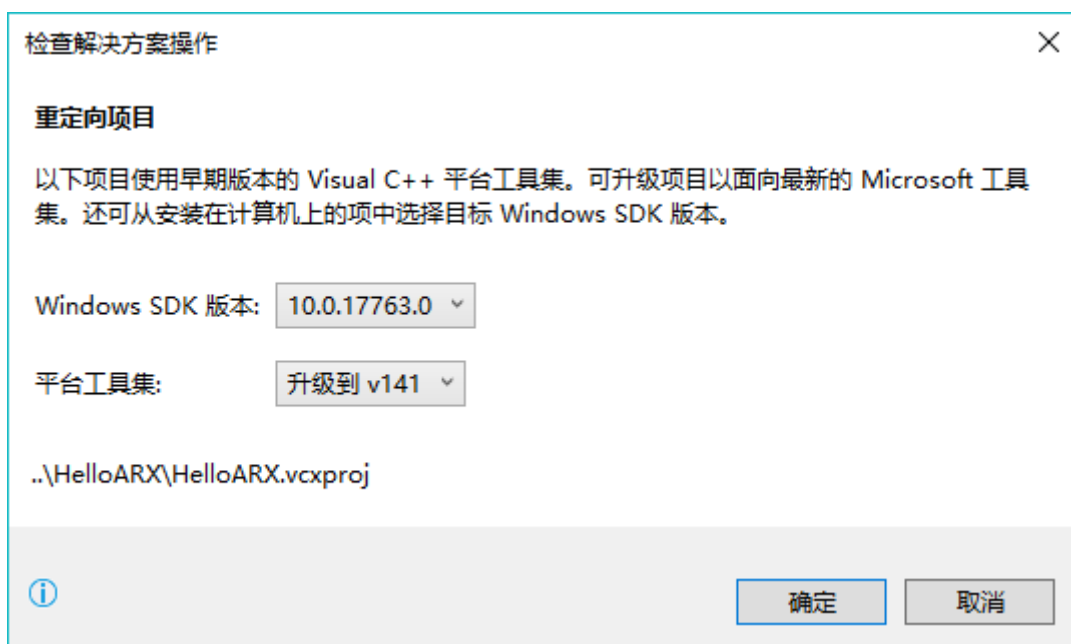 检查解决方案操作
重定向项目
以下项目使用早期版本的 Visual C++ 平台工具集。可升级项目以面向最新的 Microsoft 工具
集。还可从安装在计算机上的项中选择目标 Windows SDK 版本。
Windows SDK 版本: 10.0.17763.0
平台工具集: 升级到 v141
..\HelloARX\HelloARX.vcxproj
确定 取消